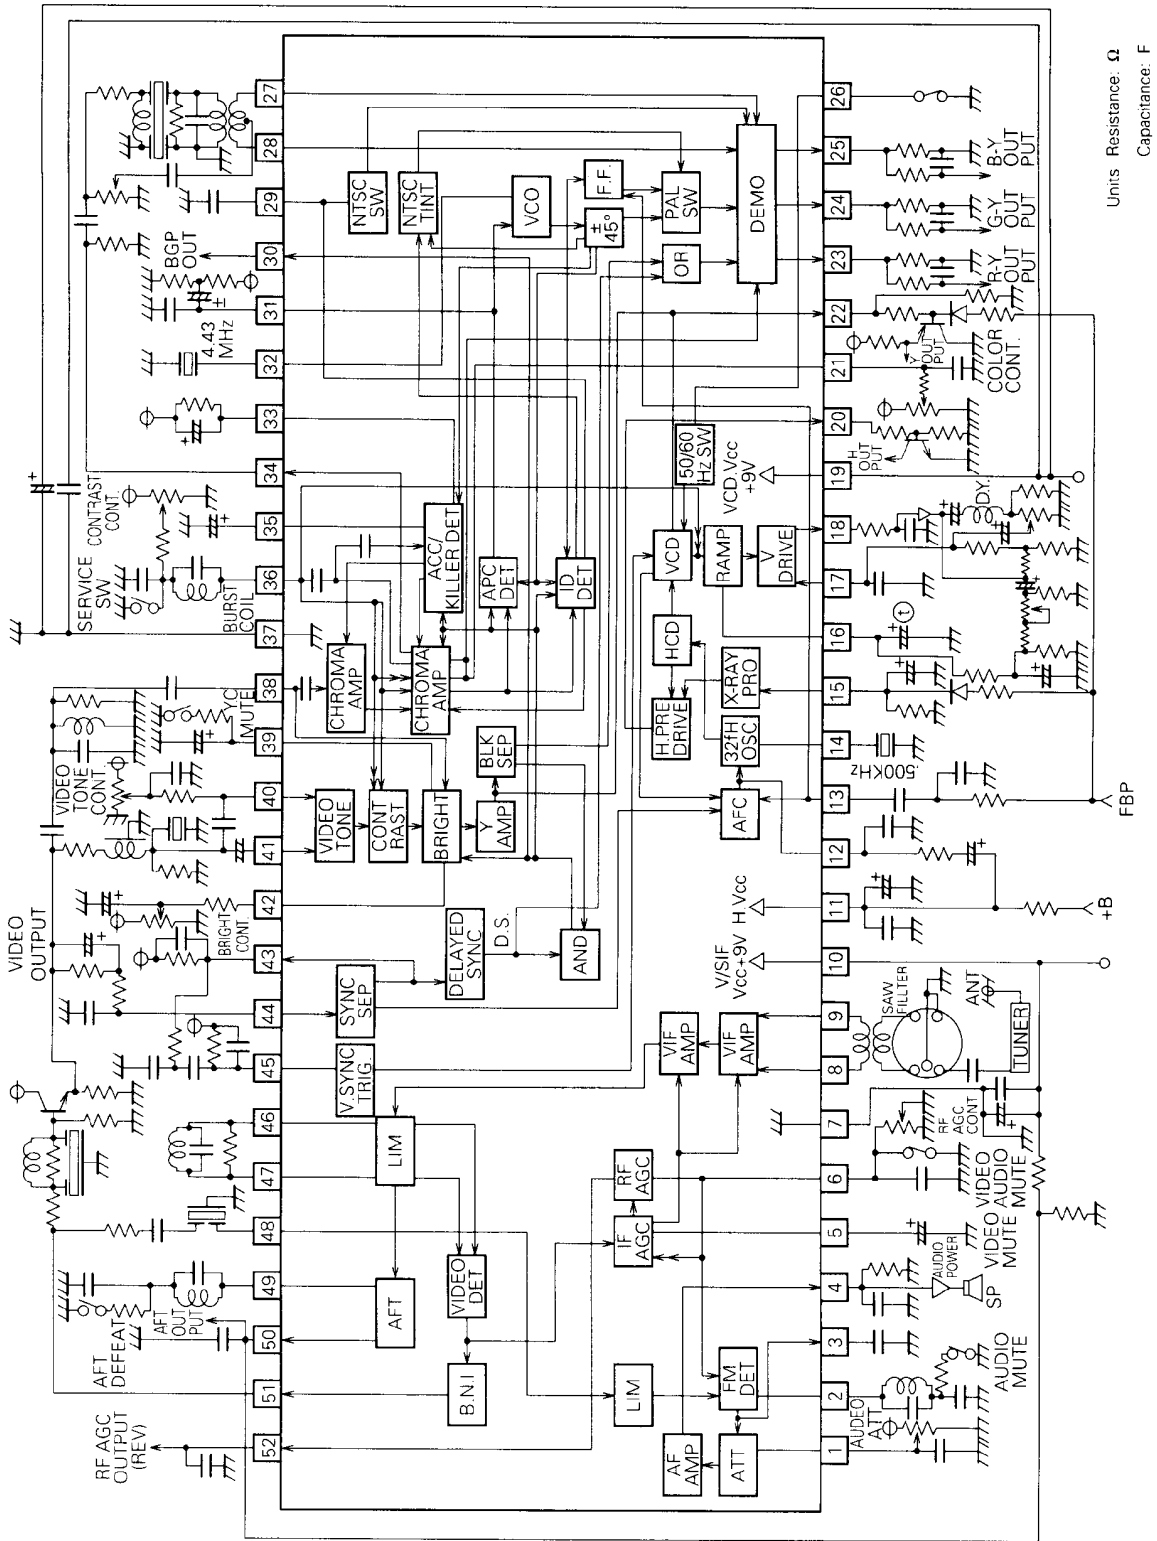 VIDEO
OUTPUT
RF AGC
OUTPUT
(REV)
AFT
DEFEAT
AFT
OUT
PUT
BRIGHT
CONT.
VIDEO
TONE
CONT.
YC
MUTE
SERVICE
SW
BURST
COIL
CONTRAST
CONT.
4.43
MHz
BGP
OUT
52
51
50
49
48
47
46
45
44
43
42
41
40
39
38
37
36
35
34
33
32
31
30
29
28
27
B.N.I
AFT
VIDEO
DET
LIM
V.SYNC
TRIG.
SYNC
SEP
DELAYED
SYNC
D.S.
AND
VIDEO
TONE
CONT
RAST
BRIGHT
Y
AMP
BLK
SEP
CHROMA
AMP
CHROMA
AMP
ACC/
KILLER DET
APC
DET
ID
DET
VCO
NTSC
SW
NTSC
TINT
F.F.
±
45°
PAL
SW
OR
DEMO
AF
AMP
ATT
LIM
FM
DET
IF
AGC
RF
AGC
VIF
AMP
VIF
AMP
V/SIF
Vcc+9V
H Vcc
AFC
32fH
OSC
H.PRE
DRIVE
X-RAY
PRO
HCD
VCD
RAMP
V
DRIVE
50/60
Hz SW
VCD.Vcc
+9V
1
2
3
4
5
6
7
8
9
10
11
12
13
14
15
16
17
18
19
20
21
22
23
24
25
26
AUDEO
ATT
AUDIO
MUTE
AUDIO
POWER
SP
VIDEO
MUTE
VIDEO
AUDIO
MUTE
RF
AGC
CONT
SAW
FILLTER
ANT
TUNER
+B
FBP
500KHz
t
D.Y.
H
OUT
PUT
Y
OUT
PUT
COLOR
CONT.
R-Y
OUT
PUT
G-Y
OUT
PUT
B-Y
OUT
PUT
Units Resistance: Ω
Capacitance: F